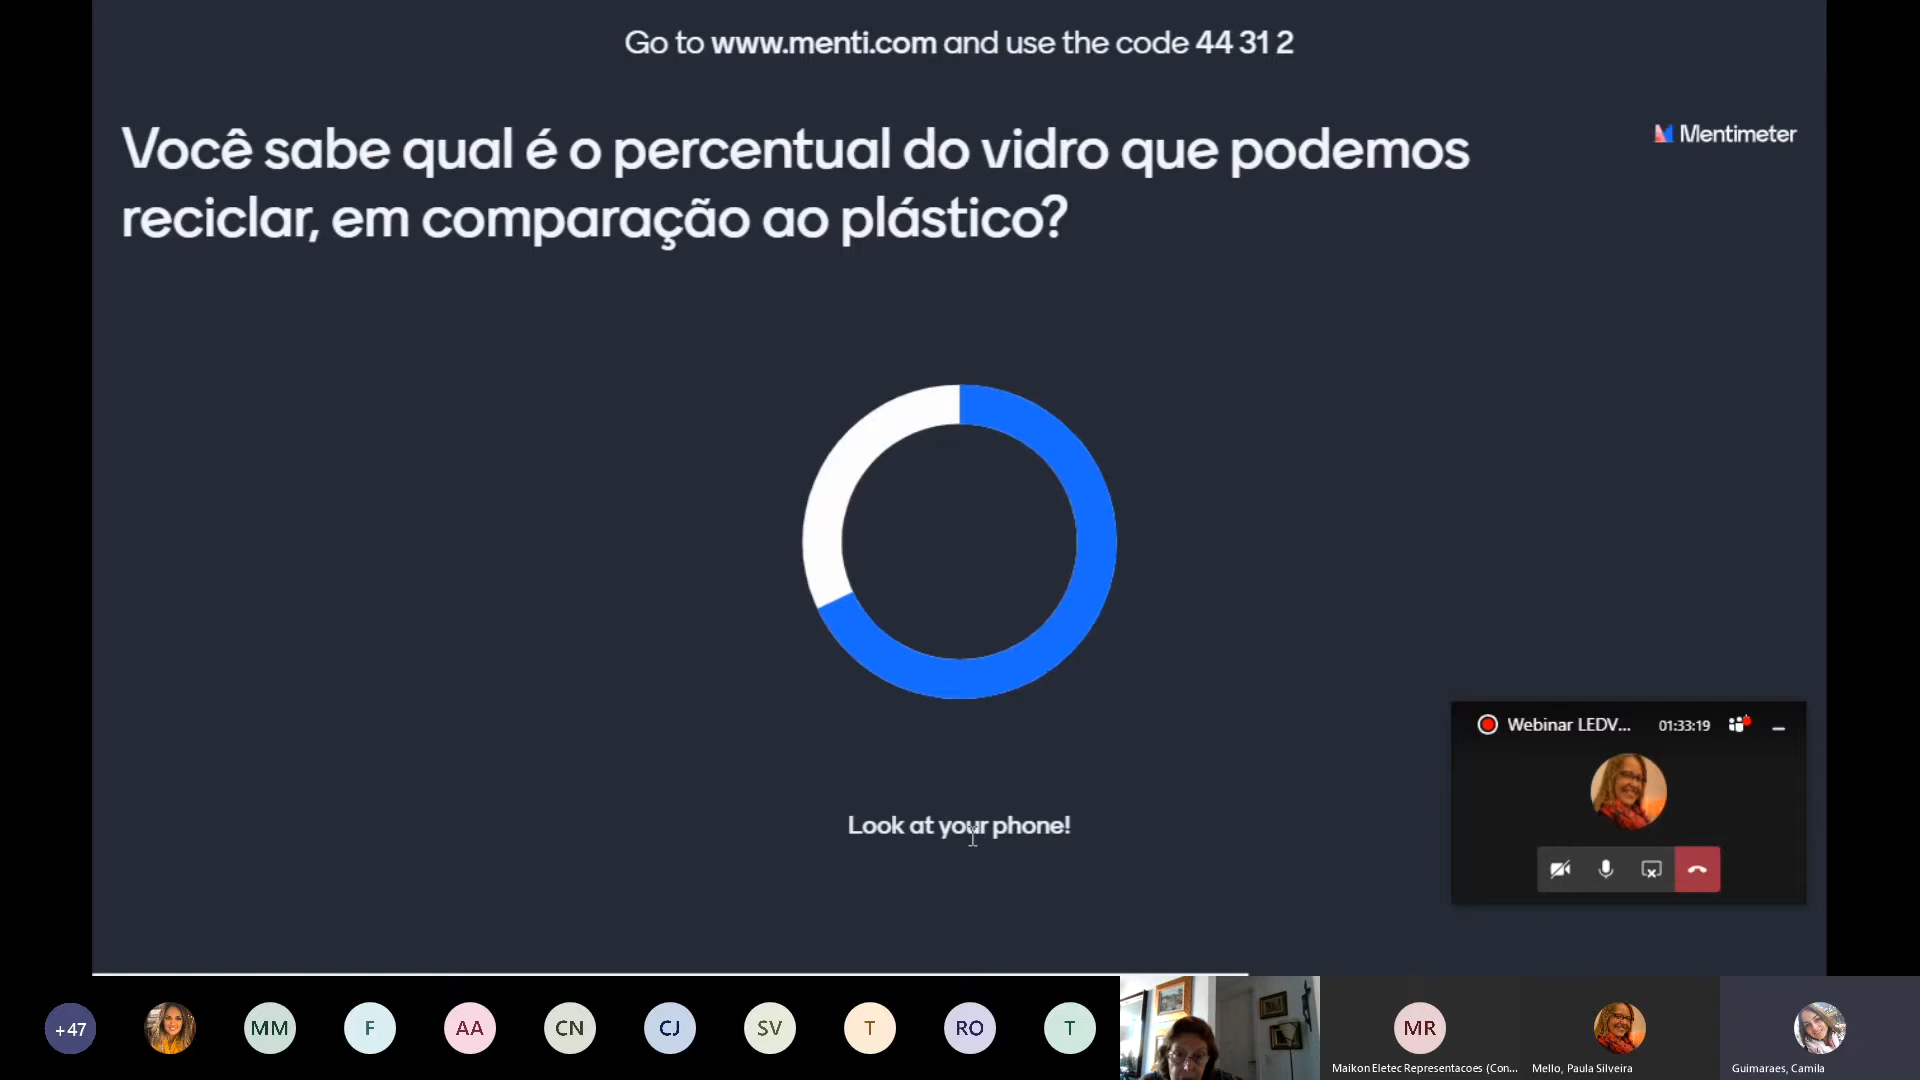 Go to www.menti.com and use the code 44 31 2
Você sabe qual é o percentual do vidro que podemos
reciclar, em comparação ao plástico?
Mentimeter
Look at your phone!
Webinar LEDV... 01:33:19
+47
MM
F
AA
CN
CJ
SV
T
RO
T
MR
Maikon Eletec Representacoes (Con...
Mello, Paula Silveira
Guimaraes, Camila